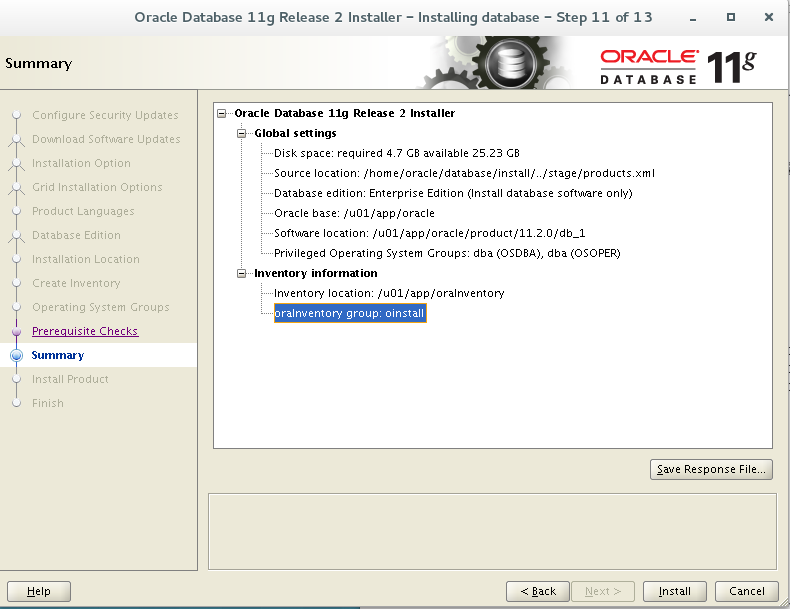 Oracle Database 11g Release 2 Installer – Installing database – Step 11 of 13
Summary
ORACLE
DATABASE
11g
Configure Security Updates
Download Software Updates
Installation Option
Grid Installation Options
Product Languages
Database Edition
Installation Location
Create Inventory
Operating System Groups
Prerequisite Checks
Summary
Install Product
Finish
Oracle Database 11g Release 2 Installer
Global settings
Disk space: required 4.7 GB available 25.23 GB
Source location: /home/oracle/database/install/../stage/products.xml
Database edition: Enterprise Edition (Install database software only)
Oracle base: /u01/app/oracle
Software location: /u01/app/oracle/product/11.2.0/db_1
Privileged Operating System Groups: dba (OSDBA), dba (OSOPER)
Inventory information
Inventory location: /u01/app/oraInventory
oraInventory group: oinstall
Save Response File...
Help
< Back
Next >
Install
Cancel